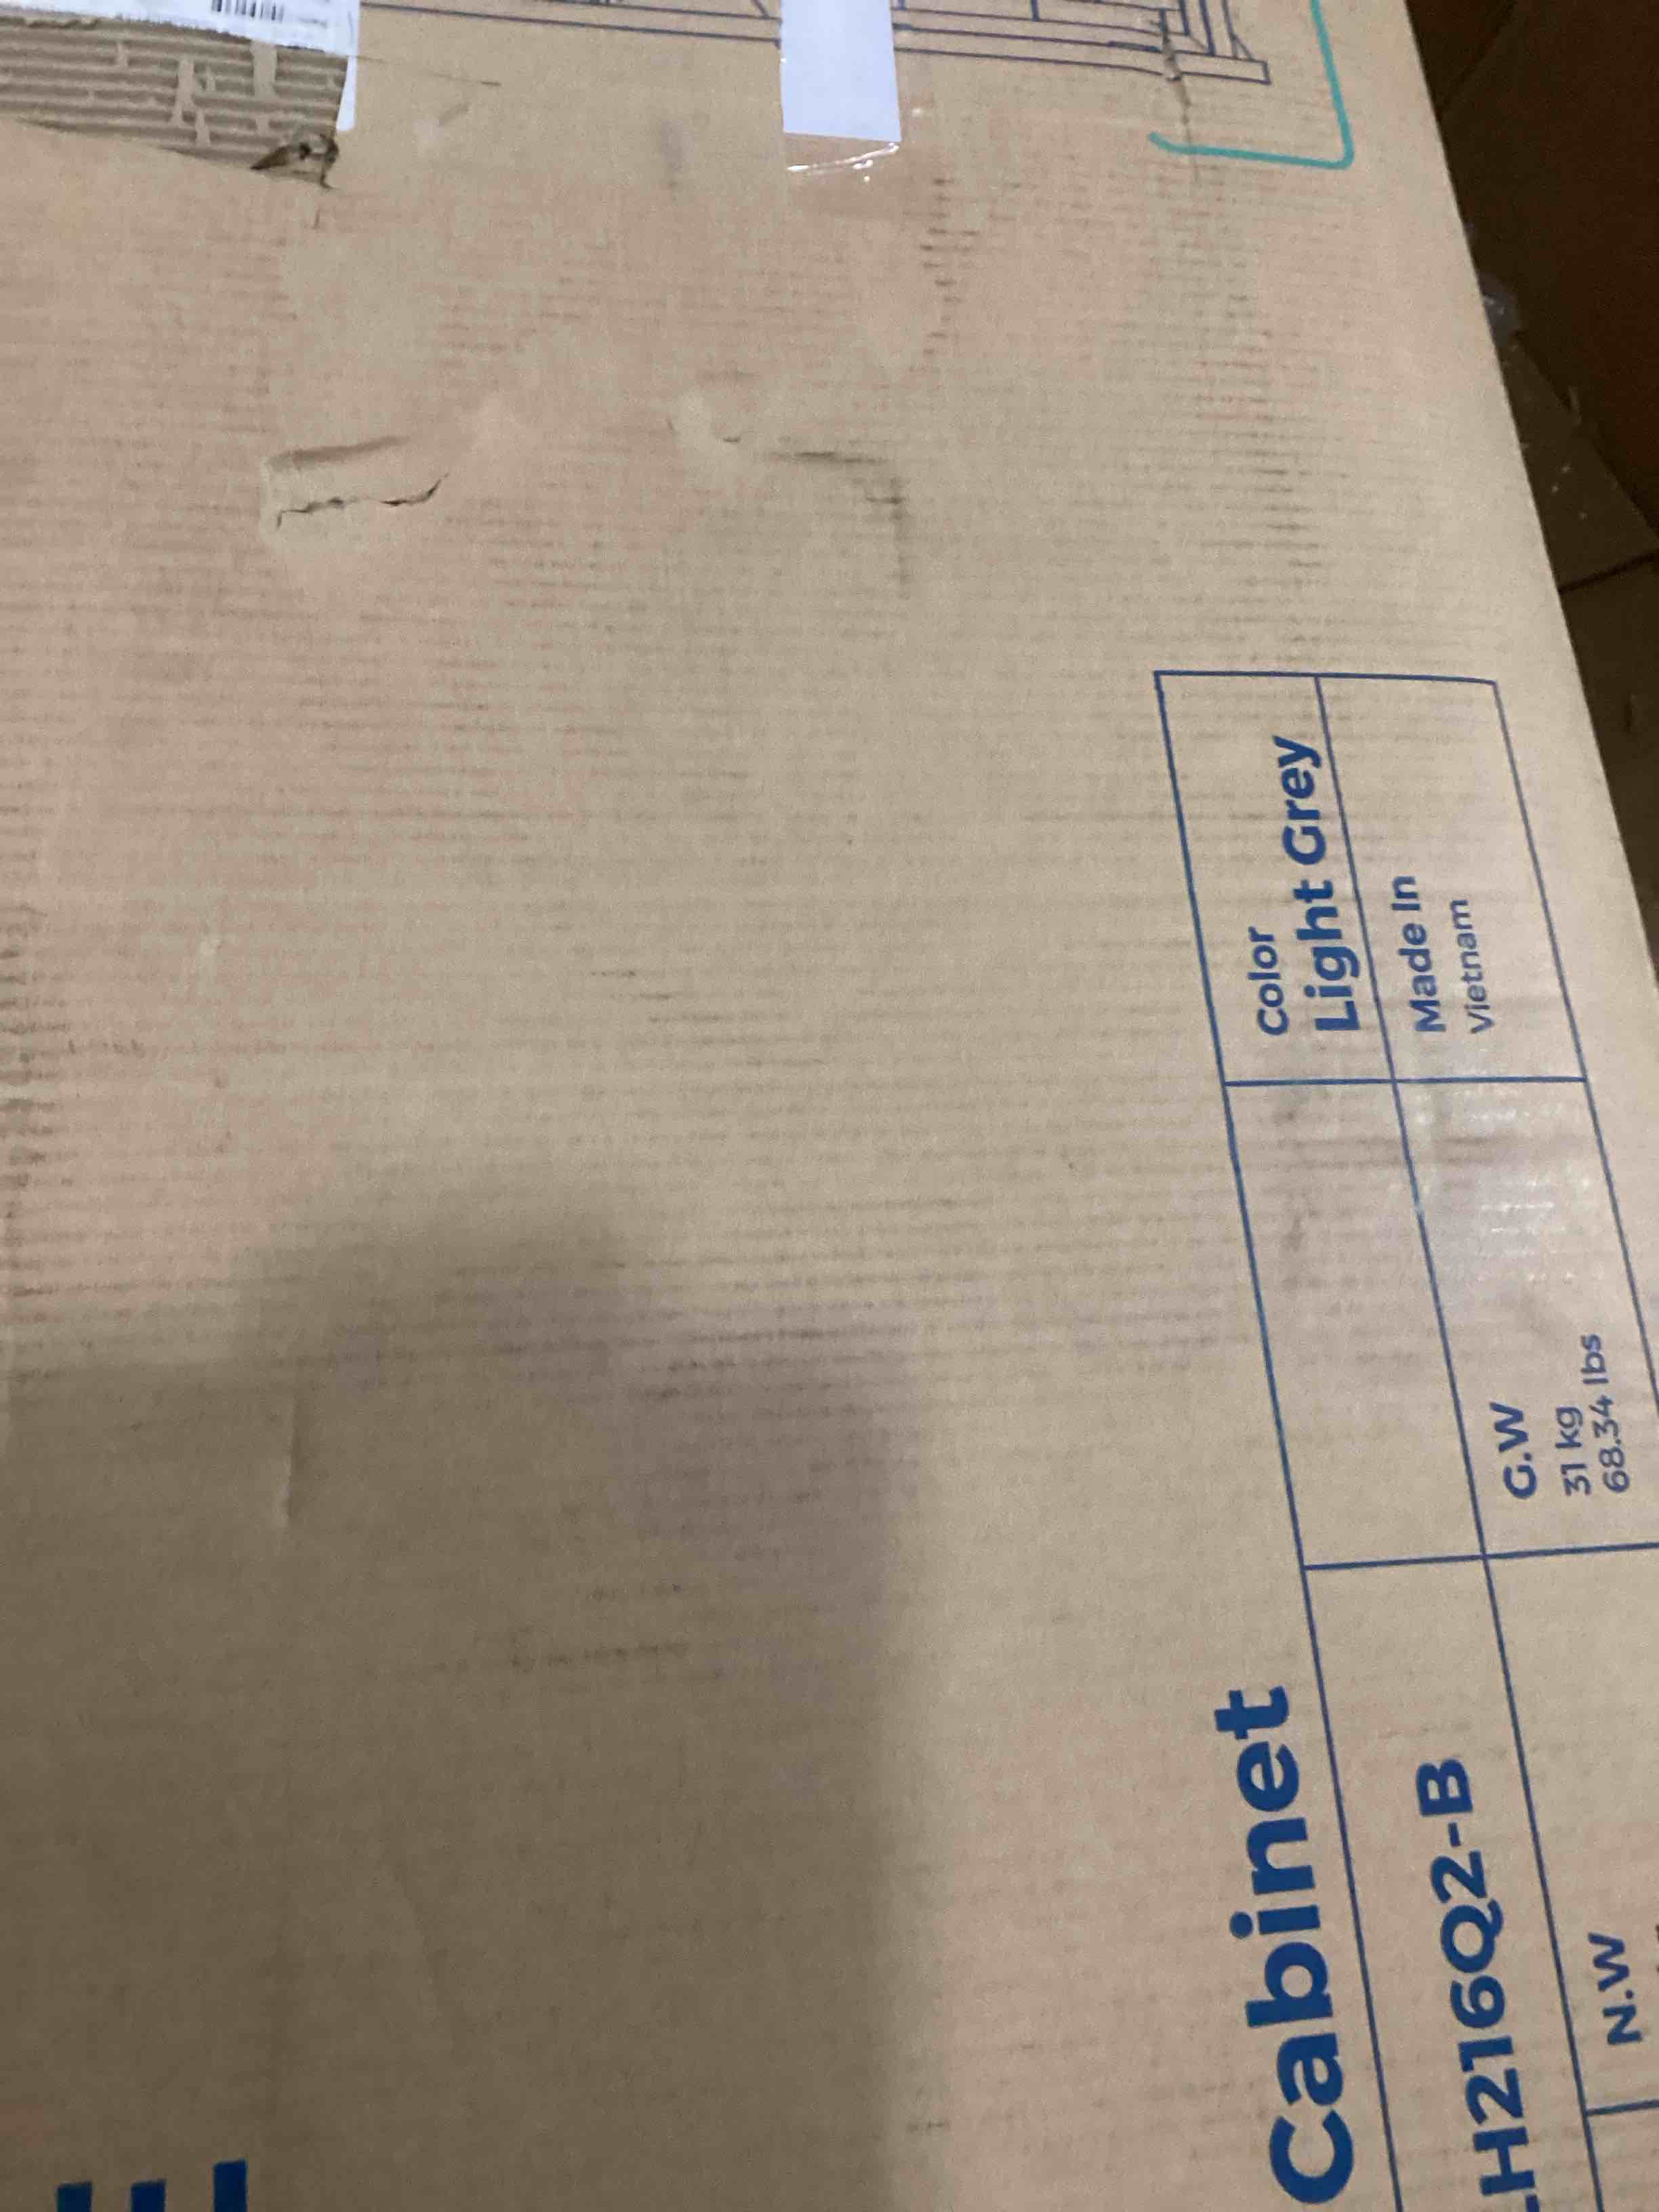 Cabinet
H216Q2-B
Color
Light Grey
N.W
G.W
31 kg
68.34 lbs
Made In
Vietnam